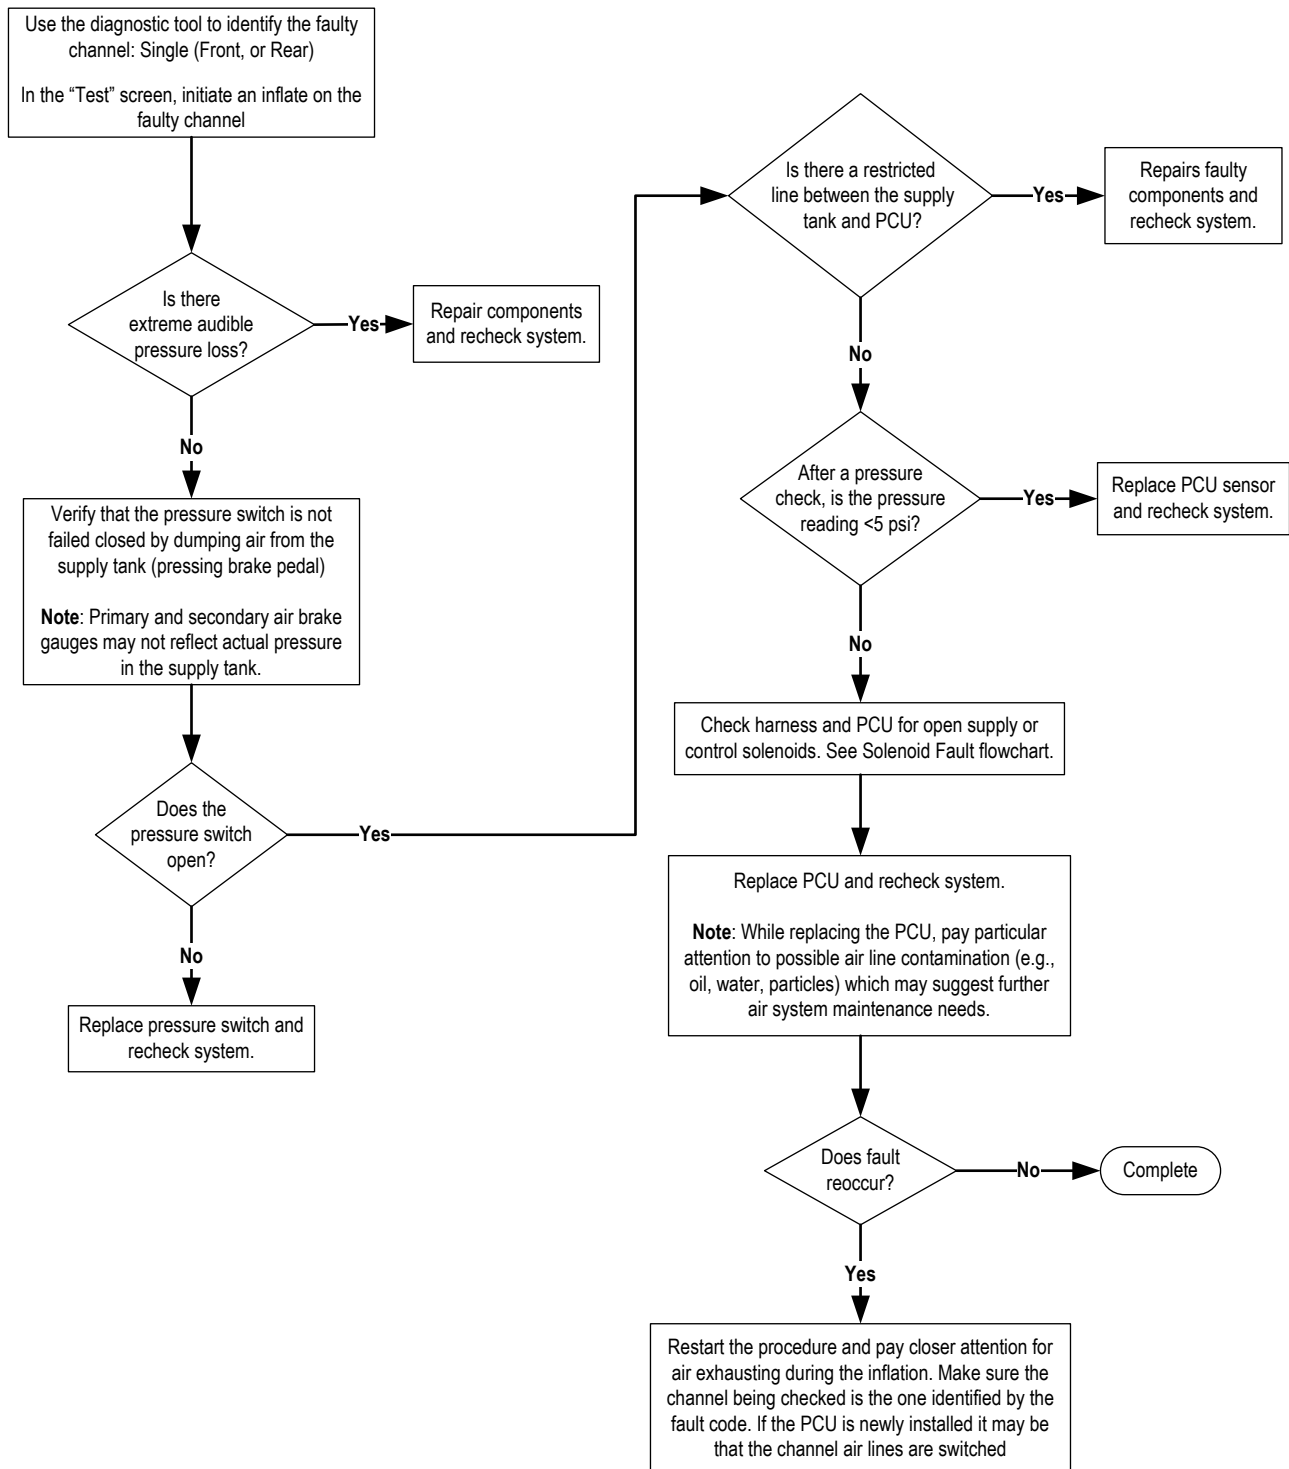 Use the diagnostic tool to identify the faulty
channel: Single (Front, or Rear)
In the “Test” screen, initiate an inflate on the
faulty channel
Is there
extreme audible
pressure loss?
Yes
Repair components
and recheck system.
No
Verify that the pressure switch is not
failed closed by dumping air from the
supply tank (pressing brake pedal)
Note: Primary and secondary air brake
gauges may not reflect actual pressure
in the supply tank.
Does the
pressure switch
open?
Yes
No
Replace pressure switch and
recheck system.
Is there a restricted
line between the supply
tank and PCU?
Yes
Repairs faulty
components and
recheck system.
No
After a pressure
check, is the pressure
reading <5 psi?
Yes
Replace PCU sensor
and recheck system.
No
Check harness and PCU for open supply or
control solenoids. See Solenoid Fault flowchart.
Replace PCU and recheck system.
Note: While replacing the PCU, pay particular
attention to possible air line contamination (e.g.,
oil, water, particles) which may suggest further
air system maintenance needs.
Does fault
reoccur?
No
Complete
Yes
Restart the procedure and pay closer attention for
air exhausting during the inflation. Make sure the
channel being checked is the one identified by the
fault code. If the PCU is newly installed it may be
that the channel air lines are switched